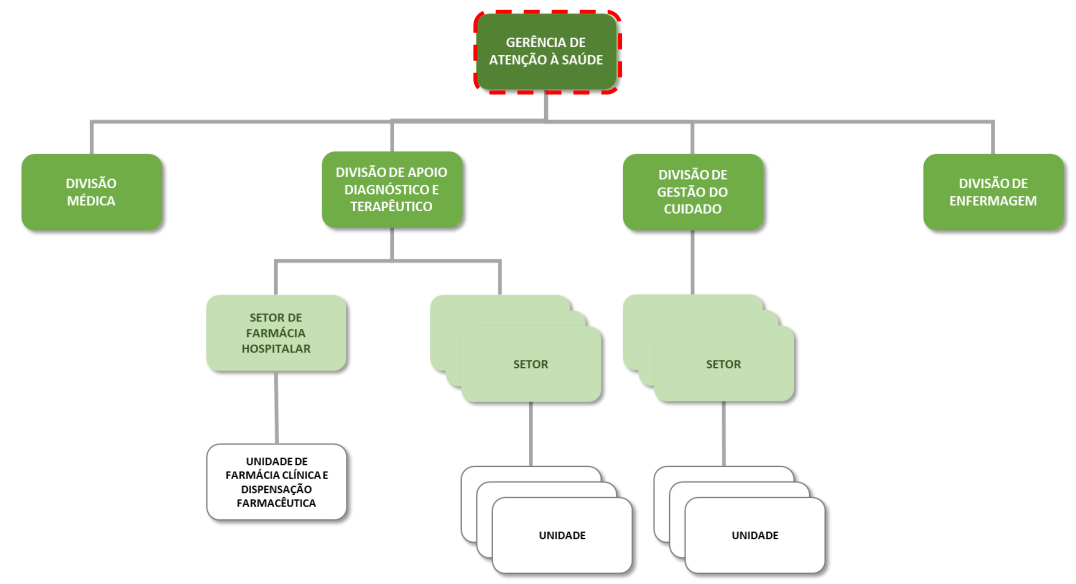 GERÊNCIA DE
ATENÇÃO À SAÚDE
DIVISÃO
MÉDICA
DIVISÃO DE APOIO
DIAGNÓSTICO E
TERAPÊUTICO
DIVISÃO DE
GESTÃO DO
CUIDADO
DIVISÃO DE
ENFERMAGEM
SETOR DE
FARMÁCIA
HOSPITALAR
SETOR
SETOR
UNIDADE DE
FARMÁCIA CLÍNICA E
DISPENSAÇÃO
FARMACÊUTICA
UNIDADE
UNIDADE